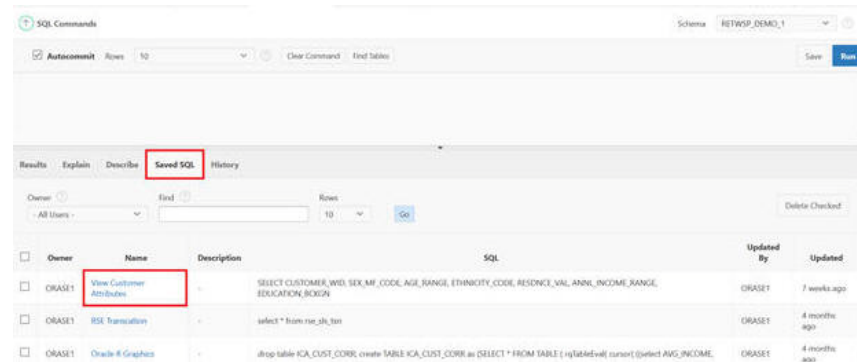 SQL Commands
Schema RETWSP_DEMO_1
Autocommit Rows 10 Clear Command Find Tables Save Run
Results Explain Describe Saved SQL History
Owner Find Rows
- All Users - 10 Go Delete Checked
Owner Name Description SQL Updated By Updated
ORASE1 View Customer Attributes - SELECT CUSTOMER_WID, SEX_MF_CODE, AGE_RANGE, ETHNICITY_CODE, RESDNCE_VAL, ANNL_INCOME_RANGE,
EDUCATION_BCKGN ORASE1 7 weeks ago
ORASE1 RSE Transcation - select * from rse_sls_txn ORASE1 4 months ago
ORASE1 Oracle R Graphics - drop table ICA_CUST_CORR; create TABLE ICA_CUST_CORR as (SELECT * FROM TABLE ( rqTableEval( cursor( (select AVG_INCOME, ORASE1 4 months ago